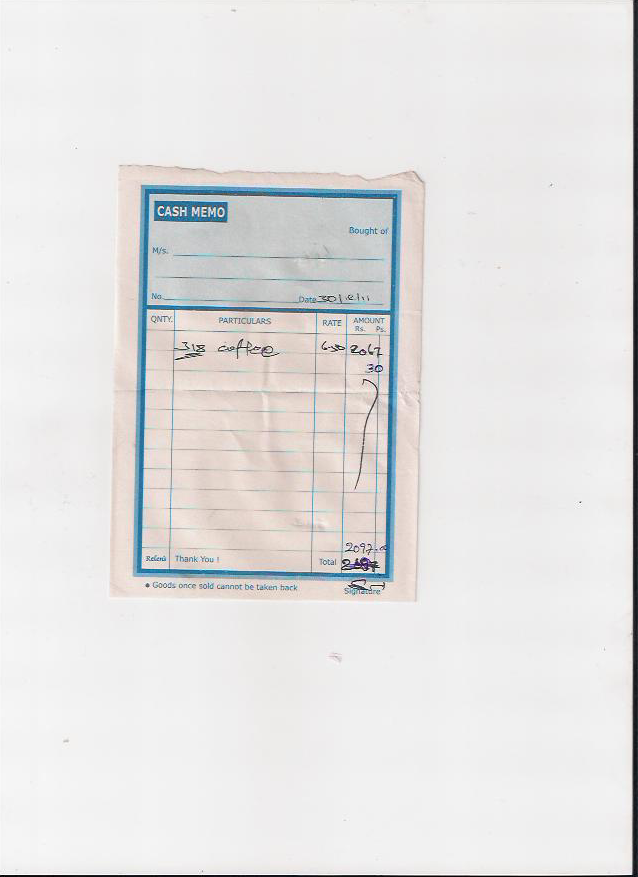 CASH MEMO
Bought of
M/s.
No. Date 30/12/11
QNTY. PARTICULARS RATE AMOUNT
Rs. Ps.
318 coffee 6.50 2067
30
2097.00
Relens Thank You ! Total
● Goods once sold cannot be taken back
Signature